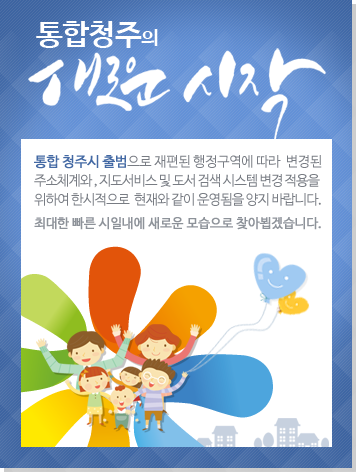 통합청주의
새로운 시작
통합 청주시 출범으로 재편된 행정구역에 따라 변경된
주소체계와 , 지도서비스 및 도서 검색 시스템 변경 적용을
위하여 한시적으로 현재와 같이 운영됨을 양지 바랍니다.
최대한 빠른 시일내에 새로운 모습으로 찾아뵙겠습니다.